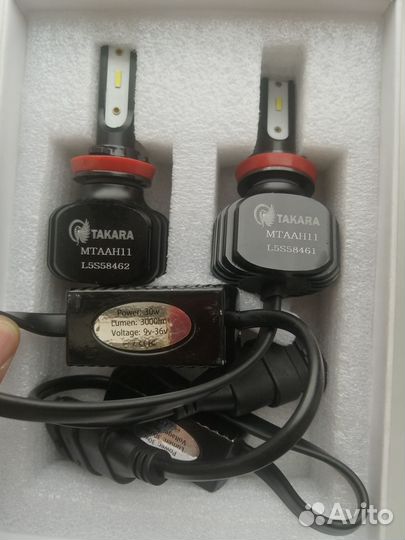 TAKARA
MTAAH11
L5S58462
TAKARA
MTAAH11
L5S58461
Power: 30w
Lumen: 3000lm
Voltage: 9v-36v
Avito